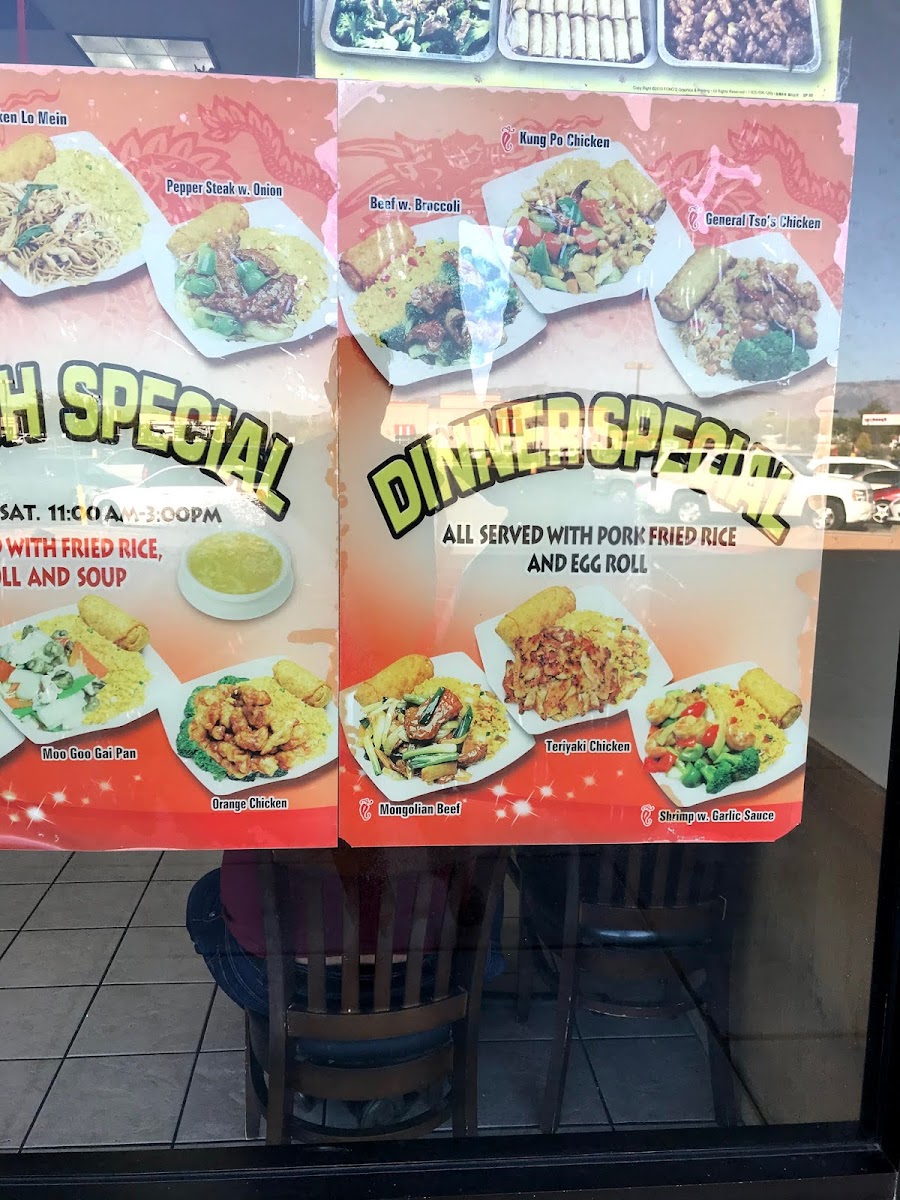 ken Lo Mein
Pepper Steak w. Onion
H SPECIAL
SAT. 11:00 AM-3:00PM
WITH FRIED RICE,
OLL AND SOUP
Moo Goo Gai Pan
Orange Chicken
Kung Po Chicken
Beef w. Broccoli
General Tso's Chicken
DINNER SPECIAL
ALL SERVED WITH PORK FRIED RICE
AND EGG ROLL
Teriyaki Chicken
Mongolian Beef
Shrimp w. Garlic Sauce